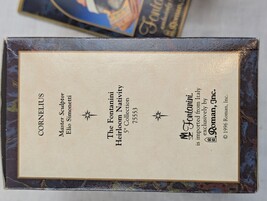 Fontanini
CORNELIUS
Master Sculptor
Elio Simonetti
The Fontanini
Heirloom Nativity
5" Collection
75553
Fontanini.
is imported from Italy
exclusively by
Roman, Inc.
© 1996 Roman, Inc.